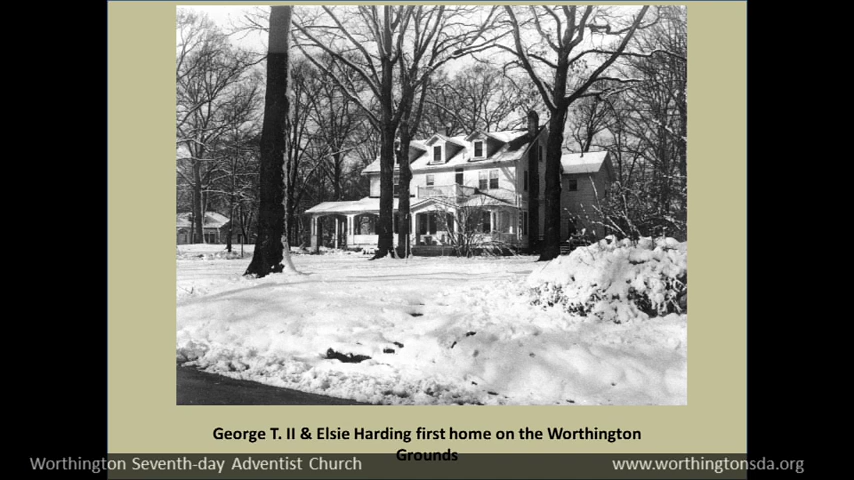 George T. II & Elsie Harding first home on the Worthington
Grounds
Worthington Seventh-day Adventist Church
www.worthingtonsda.org